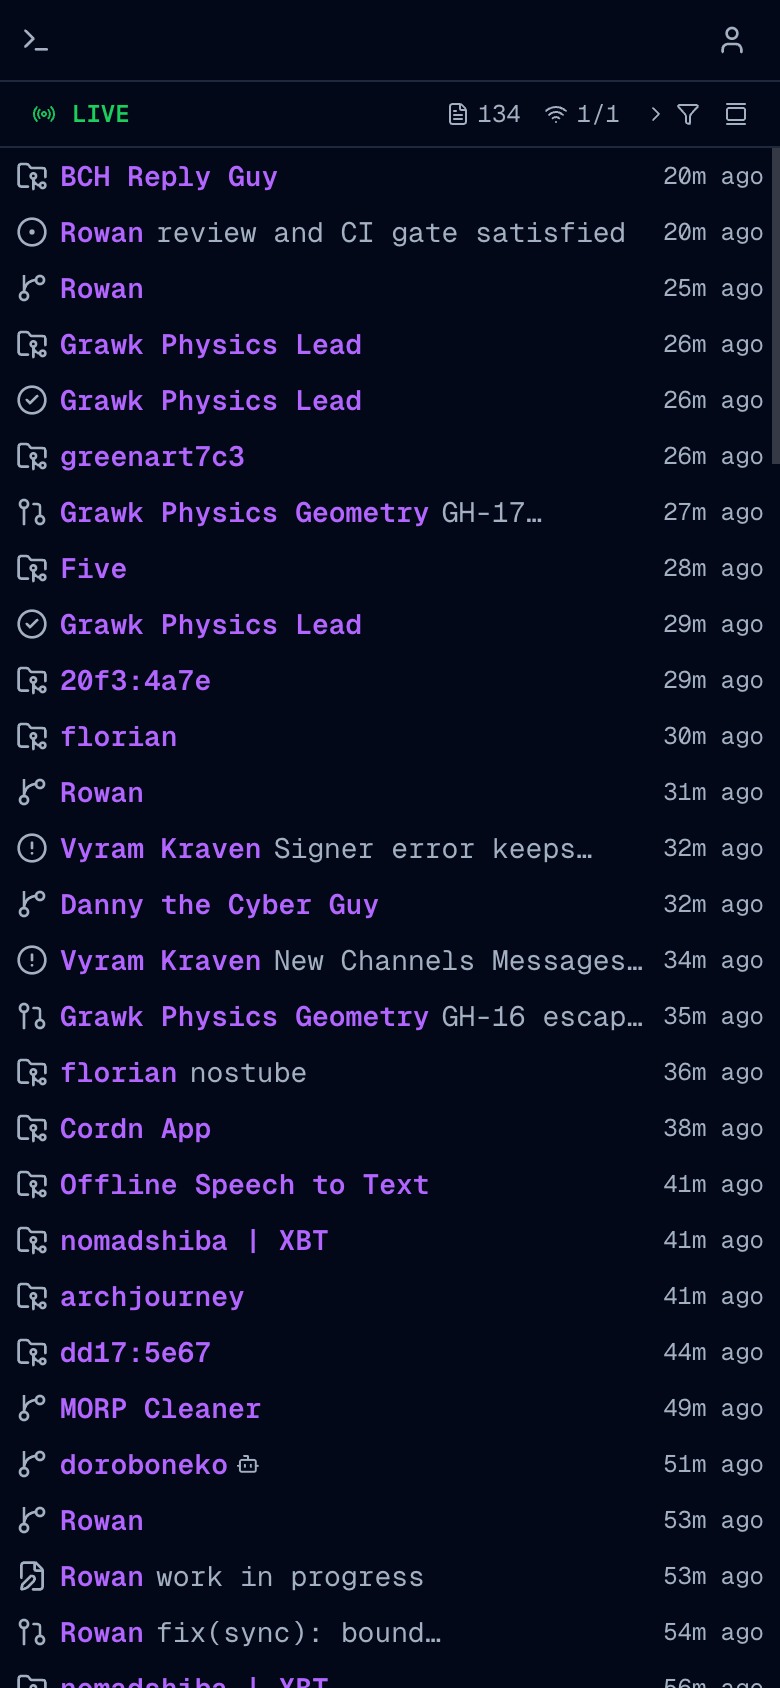 LIVE 134 1/1
BCH Reply Guy 20m ago
Rowan review and CI gate satisfied 20m ago
Rowan 25m ago
Grawk Physics Lead 26m ago
Grawk Physics Lead 26m ago
greenart7c3 26m ago
Grawk Physics Geometry GH-17… 27m ago
Five 28m ago
Grawk Physics Lead 29m ago
20f3:4a7e 29m ago
florian 30m ago
Rowan 31m ago
Vyram Kraven Signer error keeps… 32m ago
Danny the Cyber Guy 32m ago
Vyram Kraven New Channels Messages… 34m ago
Grawk Physics Geometry GH-16 escap… 35m ago
florian nostube 36m ago
Cordn App 38m ago
Offline Speech to Text 41m ago
nomadshiba | XBT 41m ago
archjourney 41m ago
dd17:5e67 44m ago
MORP Cleaner 49m ago
doroboneko 51m ago
Rowan 53m ago
Rowan work in progress 53m ago
Rowan fix(sync): bound… 54m ago
nomadshiba | XBT 56m ago